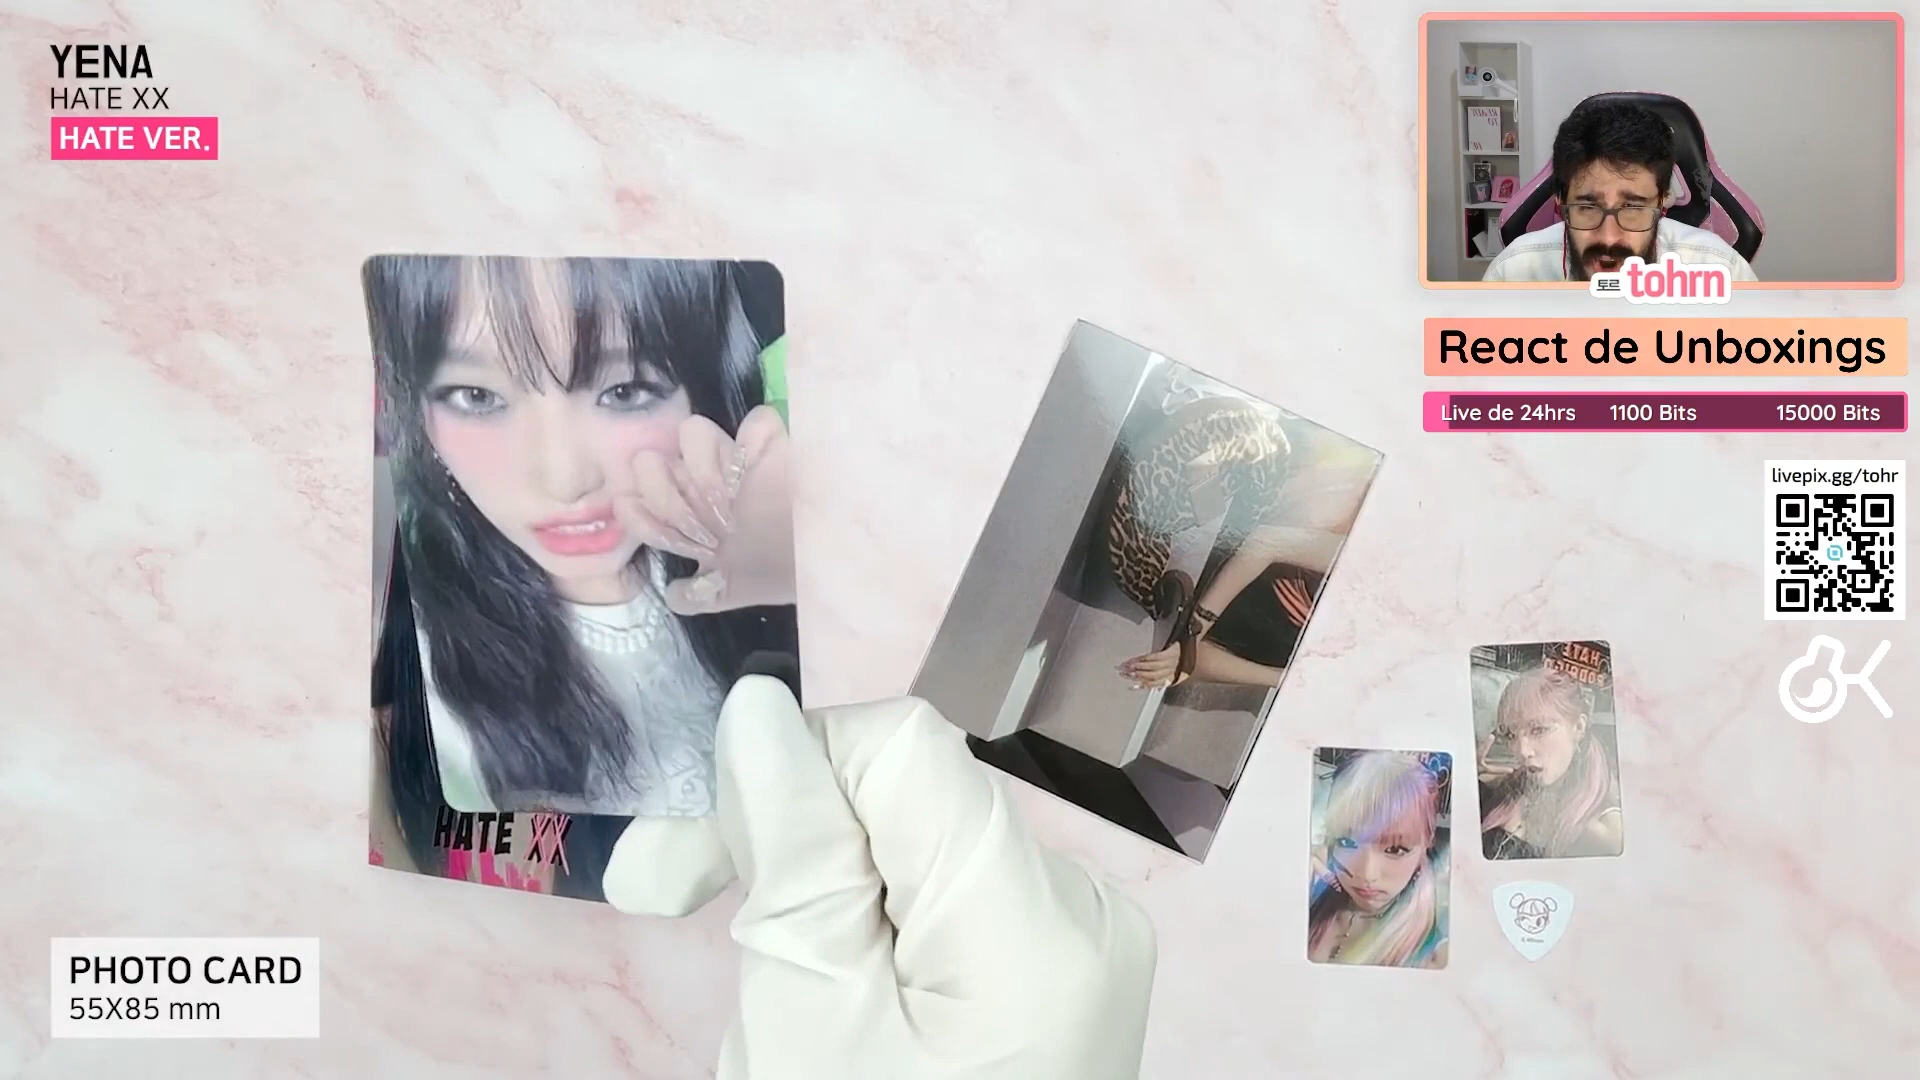 YENA
HATE XX
HATE VER.
HATE XX
PHOTO CARD
55X85 mm
토르 tohrn
React de Unboxings
Live de 24hrs 1100 Bits 15000 Bits
livepix.gg/tohr
HATE